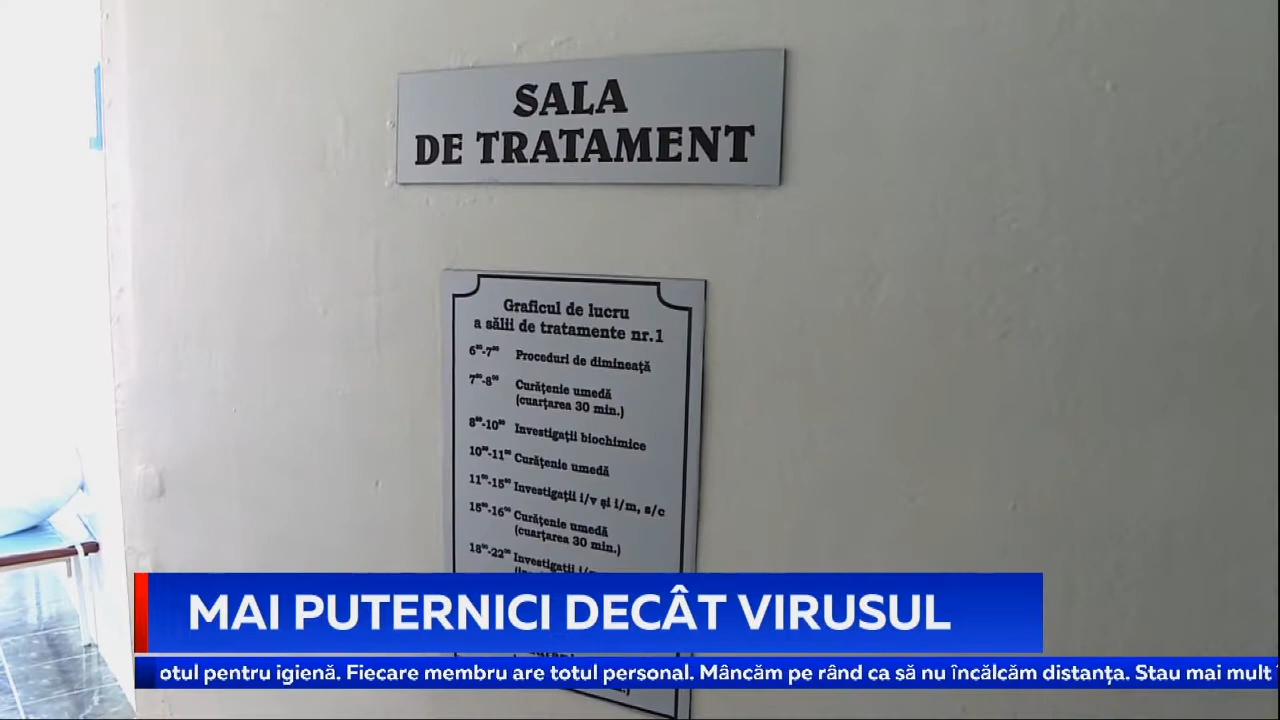 SALA
DE TRATAMENT
Graficul de lucru
a sălii de tratamente nr.1
6⁰⁰-7⁰⁰ Proceduri de dimineață
7⁰⁰-8⁰⁰ Curățenie umedă
(cuarțarea 30 min.)
8⁰⁰-10⁰⁰ Investigații biochimice
10⁰⁰-11⁰⁰ Curățenie umedă
11⁰⁰-15⁰⁰ Investigații i/v și i/m, s/c
15⁰⁰-16⁰⁰ Curățenie umedă
(cuarțarea 30 min.)
18⁰⁰-22⁰⁰ Investigații
MAI PUTERNICI DECÂT VIRUSUL
otul pentru igienă. Fiecare membru are totul personal. Mâncăm pe rând ca să nu încălcăm distanța. Stau mai mult